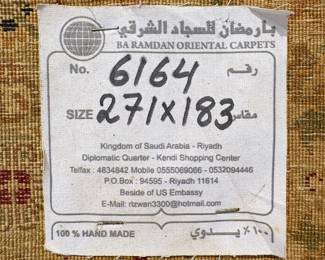 بارمضان للسجاد الشرقي
BA RAMDAN ORIENTAL CARPETS
No. 6164 رقم
SIZE 271X183 مقاس
Kingdom of Saudi Arabia - Riyadh
Diplomatic Quarter - Kendi Shopping Center
Telfax : 4834842 Mobile 0555069066 - 0532094446
P.O.Box : 94595 - Riyadh 11614
Beside of US Embassy
E-Mail: rizwan3300@hotmail.com
100 % HAND MADE ١٠٠٪ يدوي